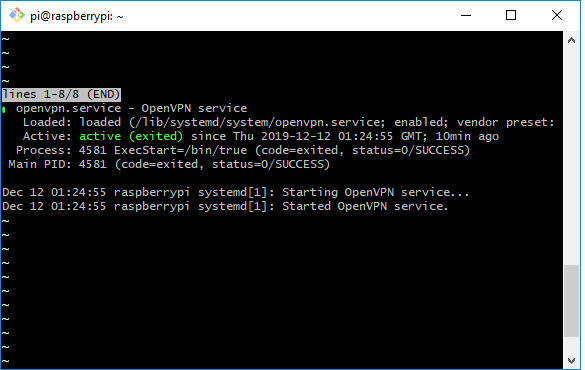 pi@raspberrypi: ~
~
~
~
~
lines 1-8/8 (END)
● openvpn.service - OpenVPN service
   Loaded: loaded (/lib/systemd/system/openvpn.service; enabled; vendor preset:
   Active: active (exited) since Thu 2019-12-12 01:24:55 GMT; 10min ago
  Process: 4581 ExecStart=/bin/true (code=exited, status=0/SUCCESS)
 Main PID: 4581 (code=exited, status=0/SUCCESS)

Dec 12 01:24:55 raspberrypi systemd[1]: Starting OpenVPN service...
Dec 12 01:24:55 raspberrypi systemd[1]: Started OpenVPN service.
~
~
~
~
~
~
~
~
~
~
~